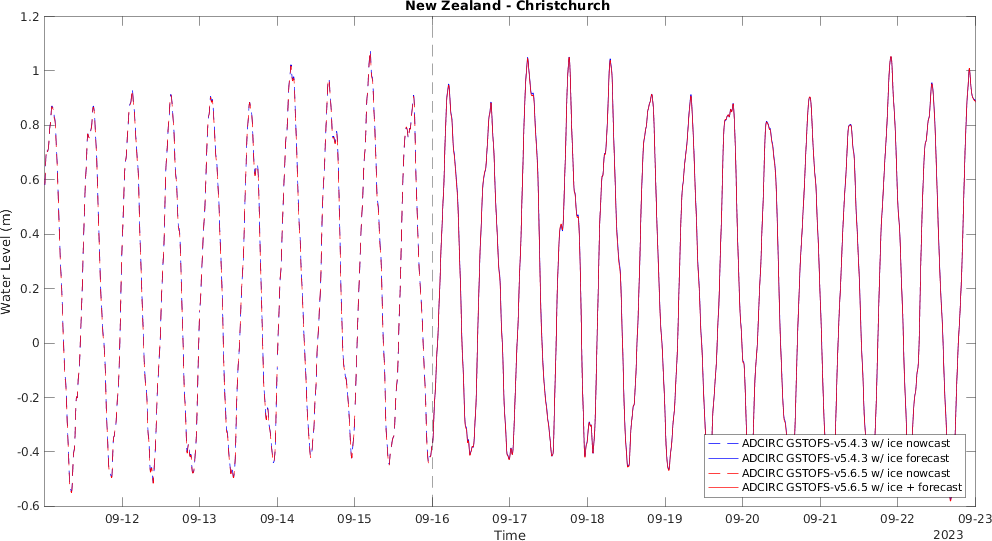 New Zealand - Christchurch
1.2
1
0.8
0.6
0.4
0.2
0
-0.2
-0.4
-0.6
Water Level (m)
09-12 09-13 09-14 09-15 09-16 09-17 09-18 09-19 09-20 09-21 09-22 09-23
Time
2023
ADCIRC GSTOFS-v5.4.3 w/ ice nowcast
ADCIRC GSTOFS-v5.4.3 w/ ice forecast
ADCIRC GSTOFS-v5.6.5 w/ ice nowcast
ADCIRC GSTOFS-v5.6.5 w/ ice + forecast